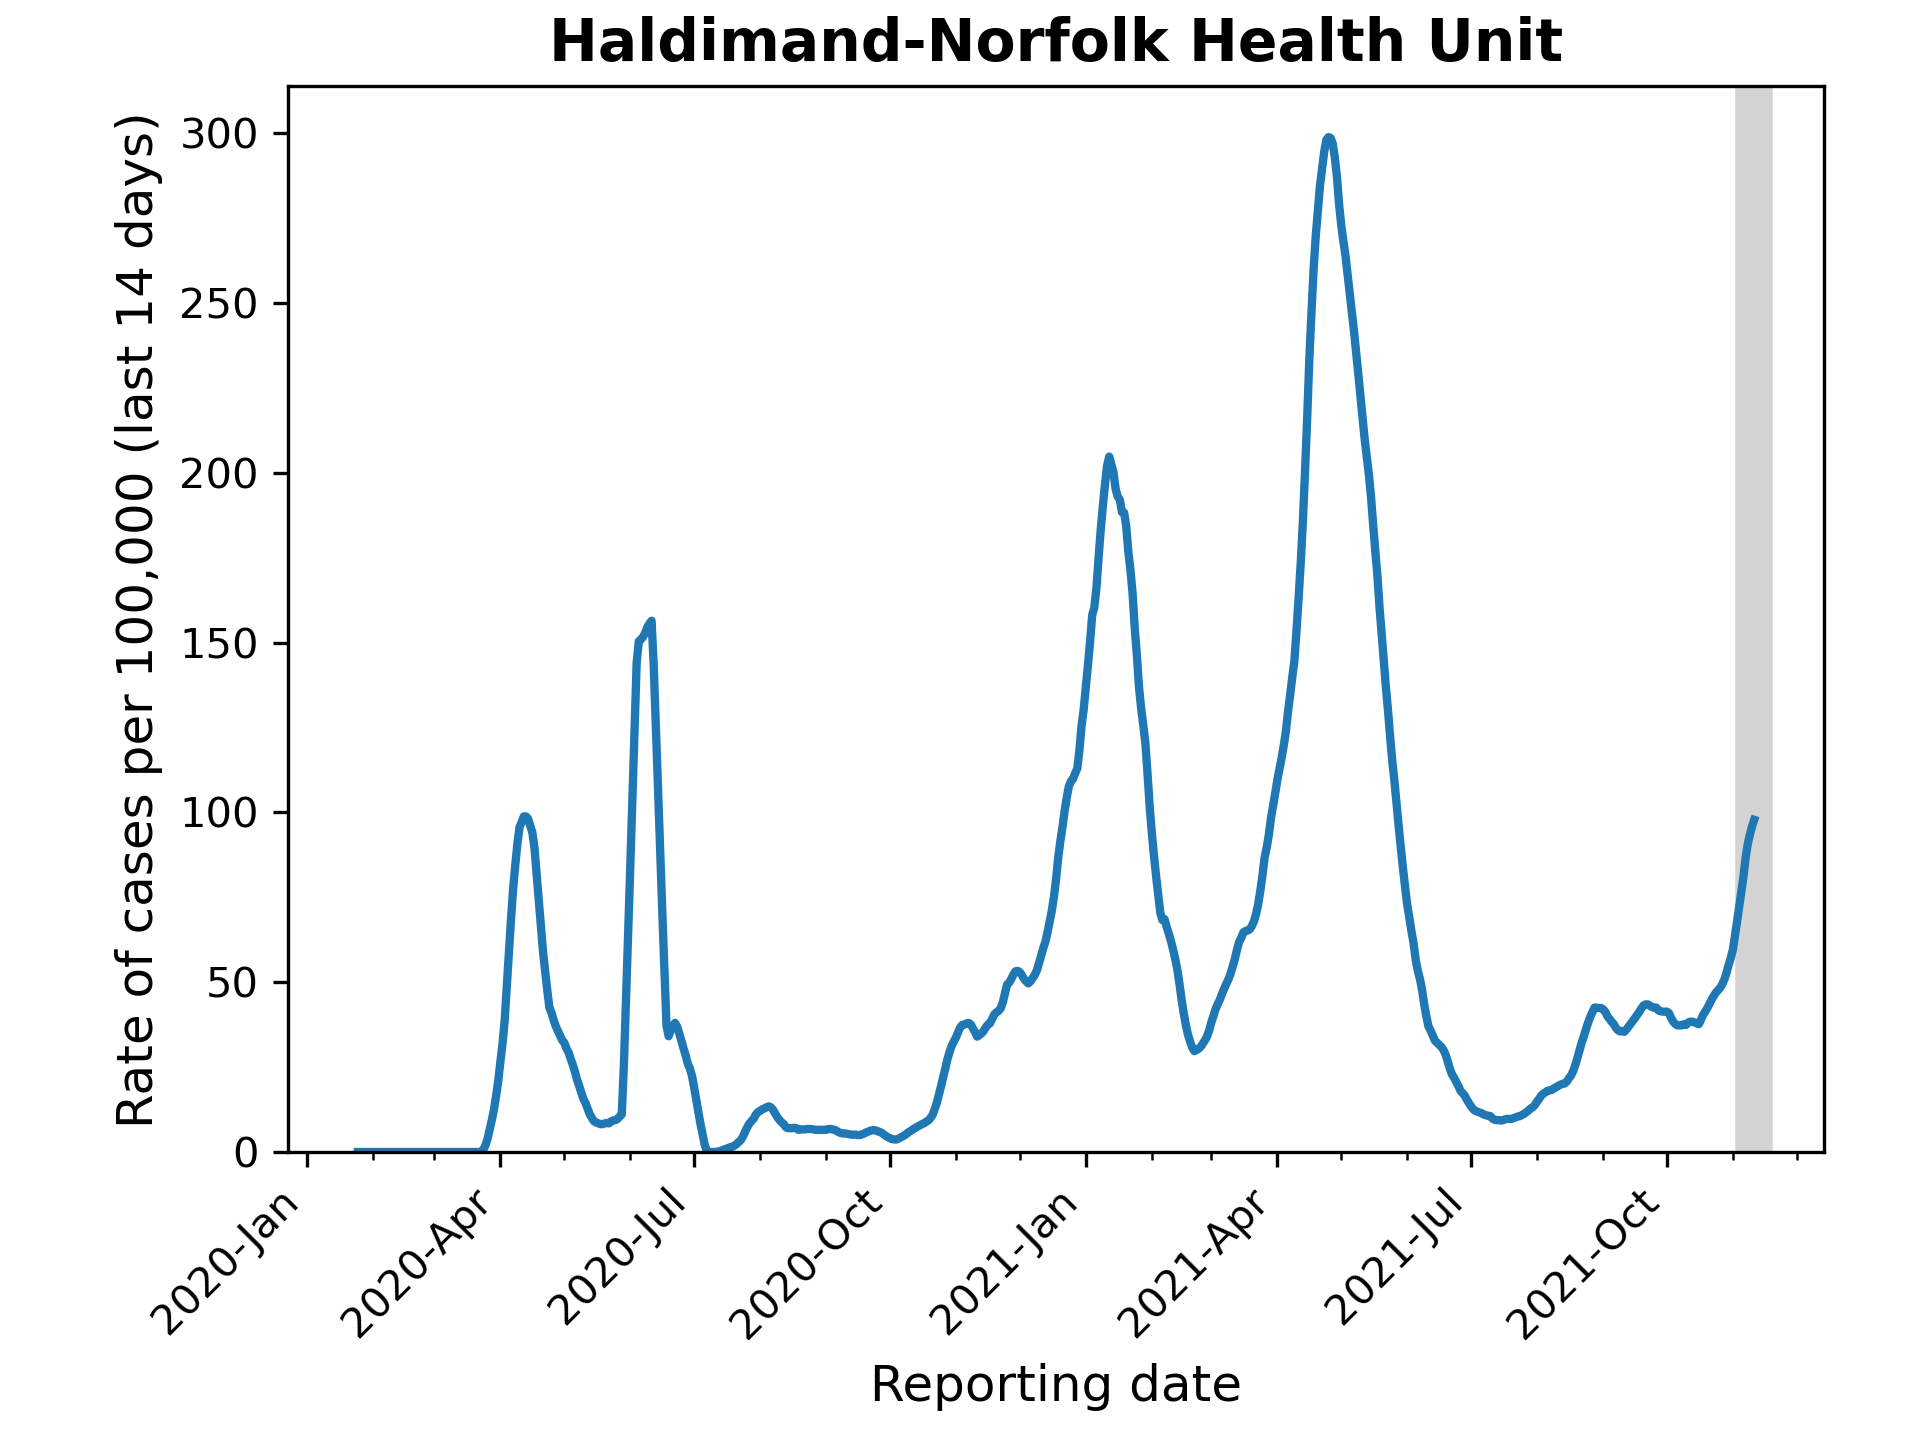 Haldimand-Norfolk Health Unit
Rate of cases per 100,000 (last 14 days)
300
250
200
150
100
50
0
2020-Jan
2020-Apr
2020-Jul
2020-Oct
2021-Jan
2021-Apr
2021-Jul
2021-Oct
Reporting date